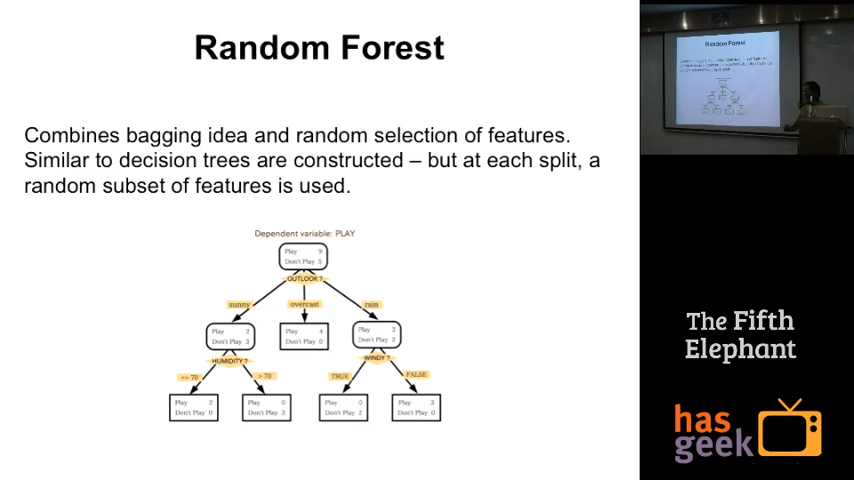 Random Forest
Combines bagging idea and random selection of features.
Similar to decision trees are constructed – but at each split, a
random subset of features is used.
Dependent variable: PLAY
Play 9
Don't Play 5
OUTLOOK ?
sunny overcast rain
Play 2
Don't Play 3
Play 4
Don't Play 0
Play 3
Don't Play 2
HUMIDITY ?
WINDY ?
<= 70
> 70
TRUE
FALSE
Play 2
Don't Play 0
Play 0
Don't Play 3
Play 0
Don't Play 2
Play 3
Don't Play 0
Random Forest
The Fifth
Elephant
has
geek